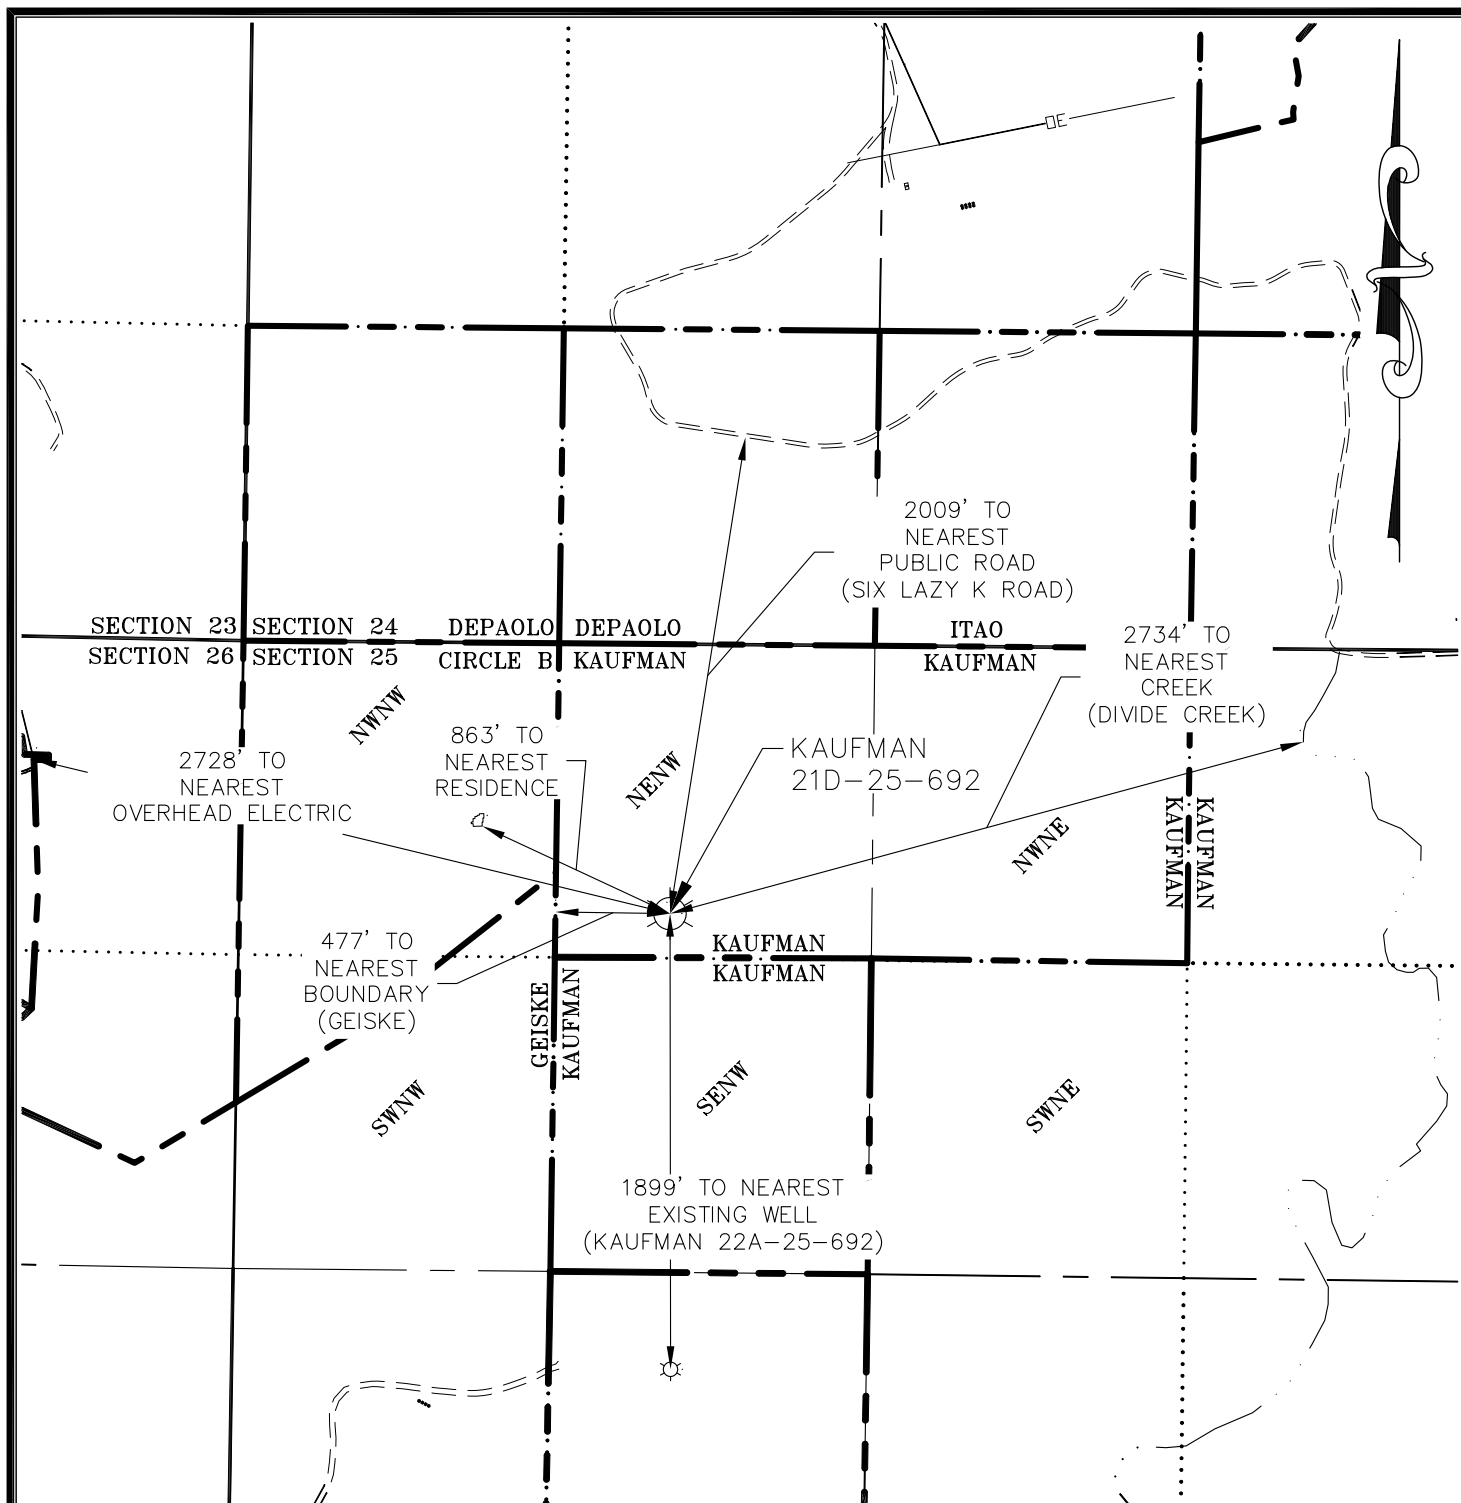 E
2009' TO
NEAREST
PUBLIC ROAD
(SIX LAZY K ROAD)
SECTION 23
SECTION 24
DEPAOLO
DEPAOLO
ITAO
SECTION 26
SECTION 25
CIRCLE B
KAUFMAN
KAUFMAN
2734' TO
NEAREST
CREEK
(DIVIDE CREEK)
NWNW
863' TO
NEAREST
RESIDENCE
2728' TO
NEAREST
OVERHEAD ELECTRIC
NENW
KAUFMAN
21D-25-692
NWNE
KAUFMAN
KAUFMAN
477' TO
NEAREST
BOUNDARY
(GEISKE)
KAUFMAN
KAUFMAN
GEISKE
KAUFMAN
SWNW
SENW
SWNE
1899' TO NEAREST
EXISTING WELL
(KAUFMAN 22A-25-692)